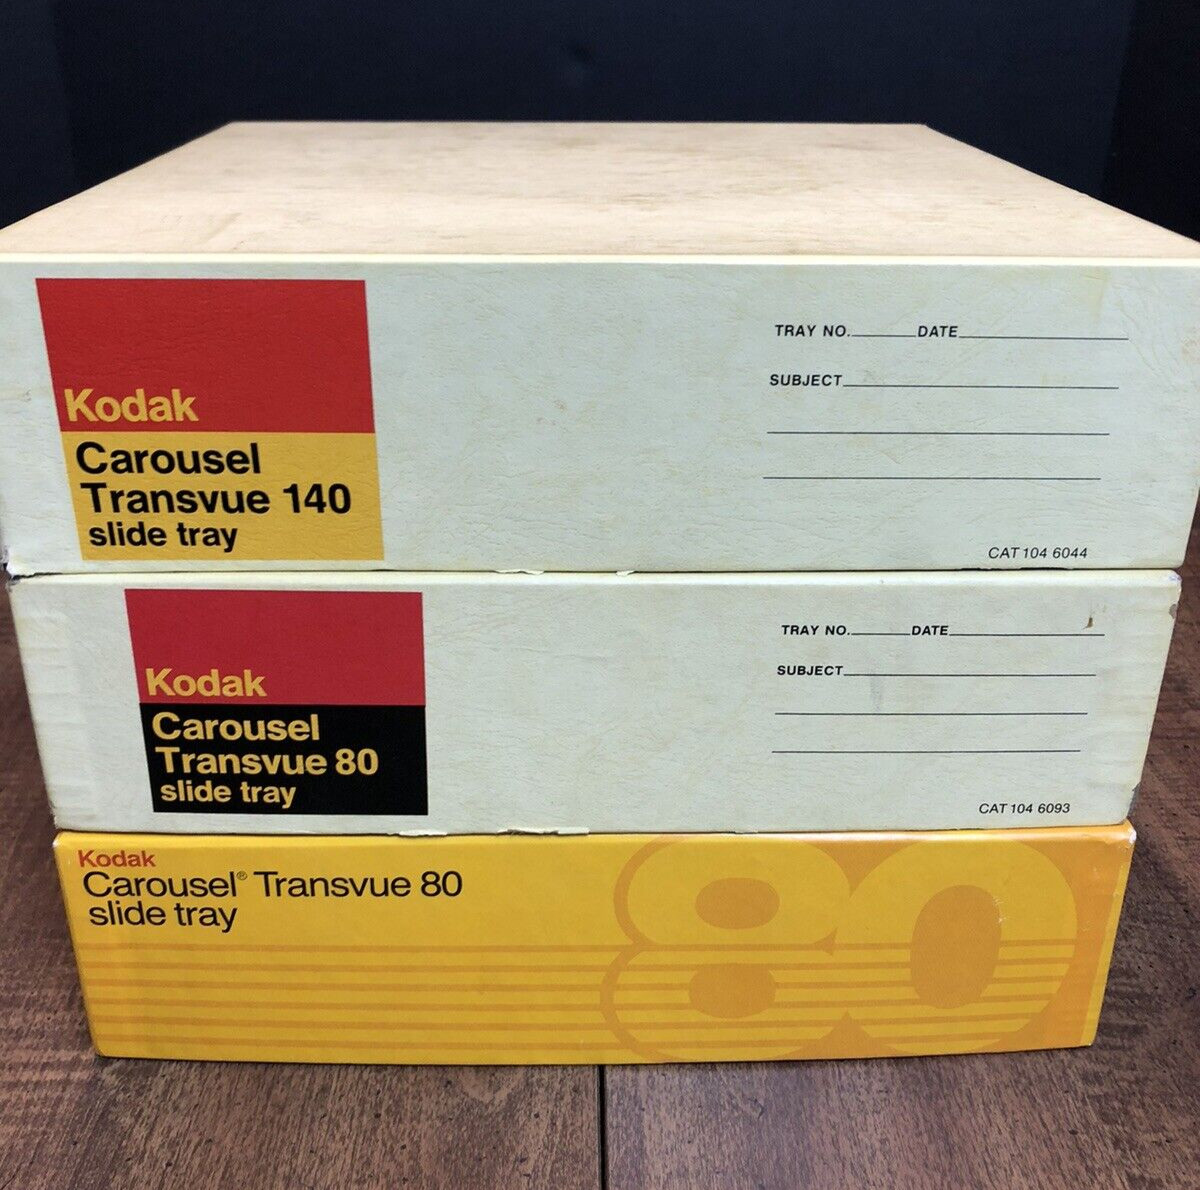 Kodak
Carousel
Transvue 140
slide tray
TRAY NO. DATE
SUBJECT
CAT 104 6044
Kodak
Carousel
Transvue 80
slide tray
TRAY NO. DATE
SUBJECT
CAT 104 6093
Kodak
Carousel® Transvue 80
slide tray
80